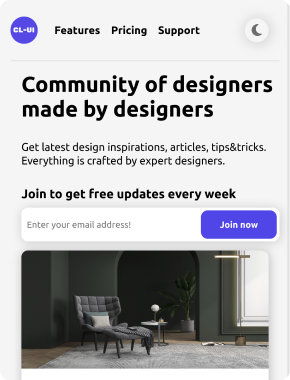 CL-UI
Features Pricing Support
Community of designers
made by designers
Get latest design inspirations, articles, tips&tricks.
Everything is crafted by expert designers.
Join to get free updates every week
Enter your email address!
Join now